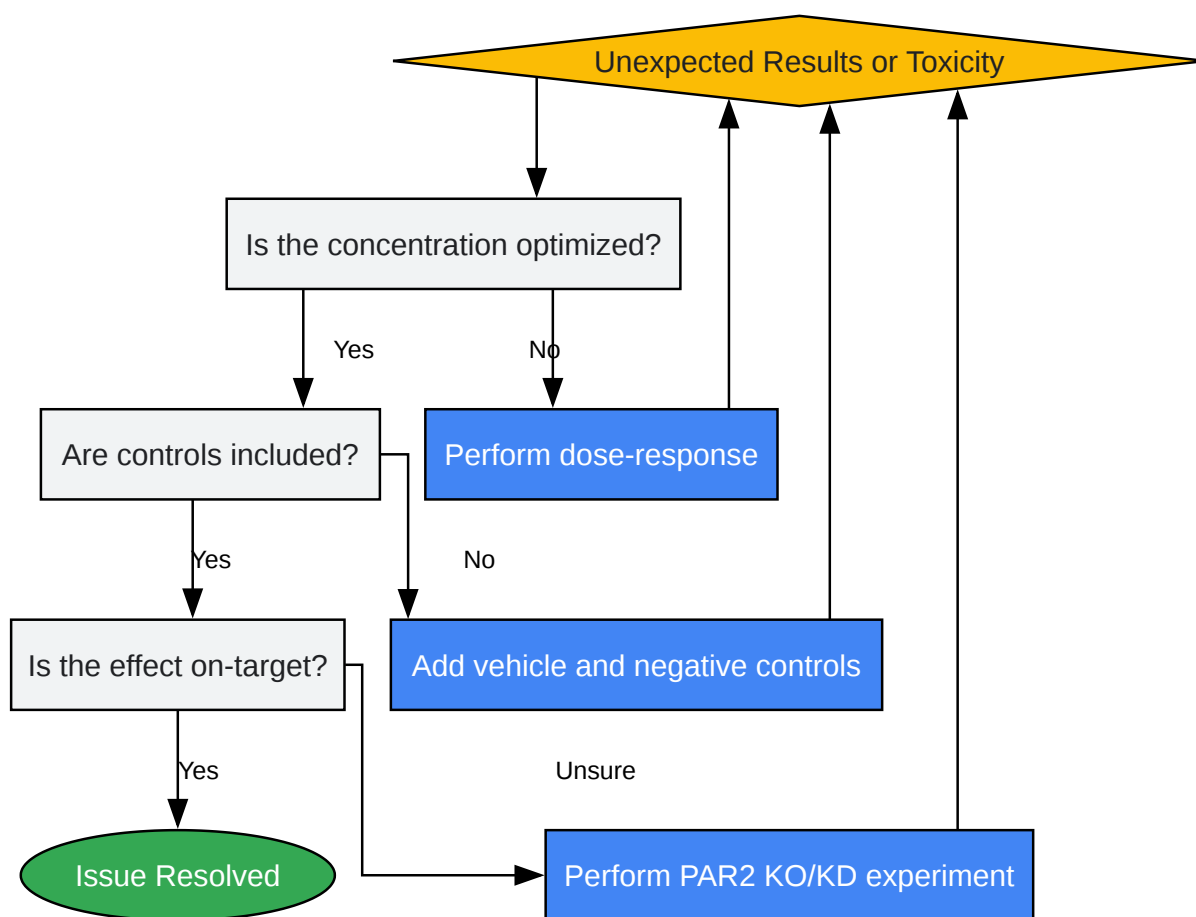 Unexpected Results or Toxicity
Is the concentration optimized?
Yes
No
Are controls included?
Perform dose-response
Yes
No
Is the effect on-target?
Add vehicle and negative controls
Yes
Unsure
Issue Resolved
Perform PAR2 KO/KD experiment